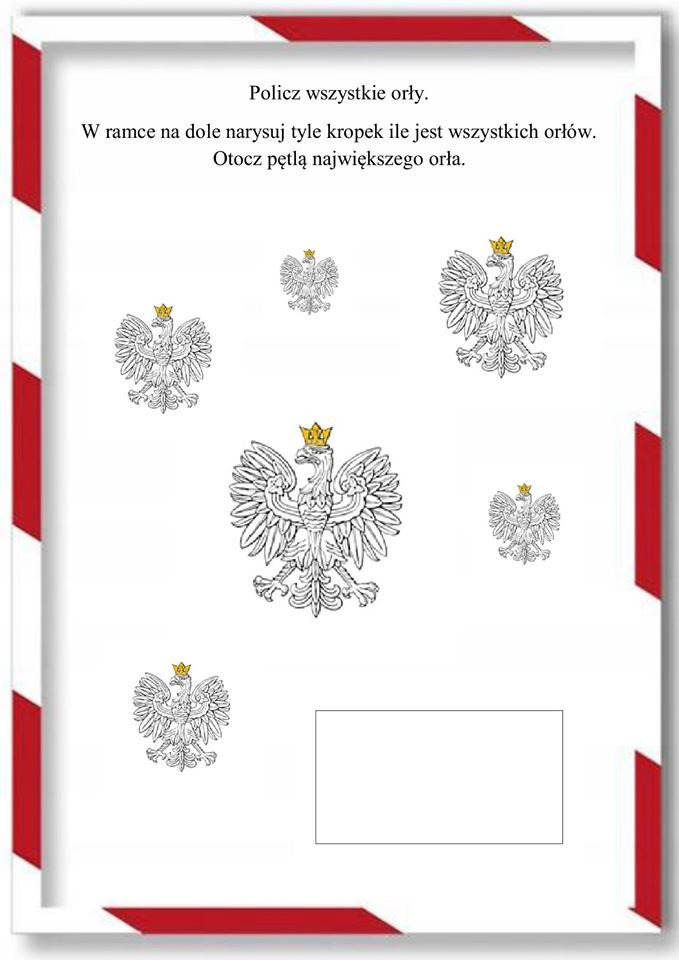 Policz wszystkie orły.
W ramce na dole narysuj tyle kropek ile jest wszystkich orłów.
Otocz pętlą największego orła.